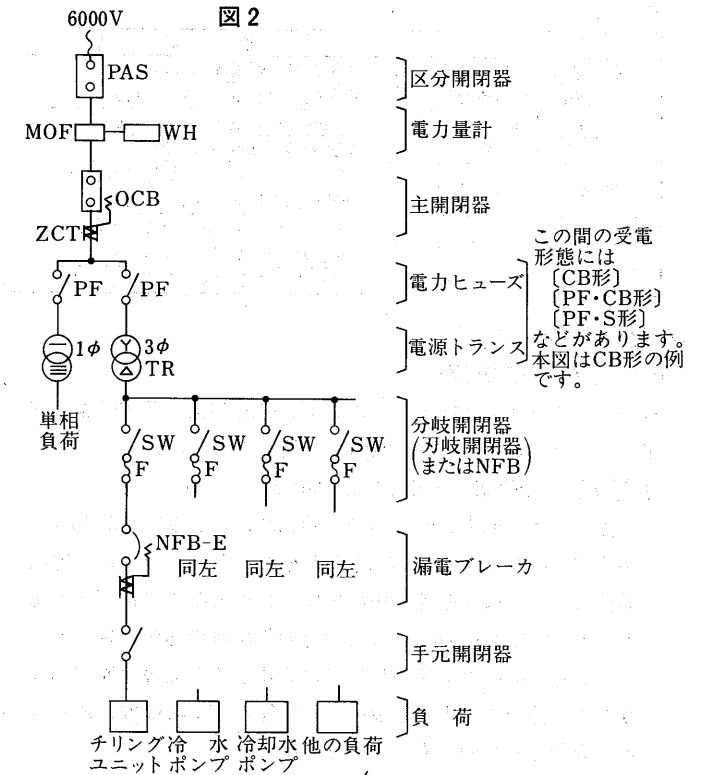 図2
6000V
PAS
区分開閉器
MOF
WH
電力量計
OCB
主開閉器
ZCT
この間の受電
形態には
〔CB形〕
〔PF・CB形〕
〔PF・S形〕
などがあります。
本図はCB形の例
です。
PF
PF
電力ヒューズ
1φ
3φ
TR
電源トランス
単相
負荷
SW
F
SW
F
SW
F
SW
F
分岐開閉器
(刃岐開閉器
またはNFB)
NFB-E
同左
同左
同左
漏電ブレーカ
手元開閉器
負 荷
チリング
ユニット
冷 水
ポンプ
冷却水
ポンプ
他の負荷